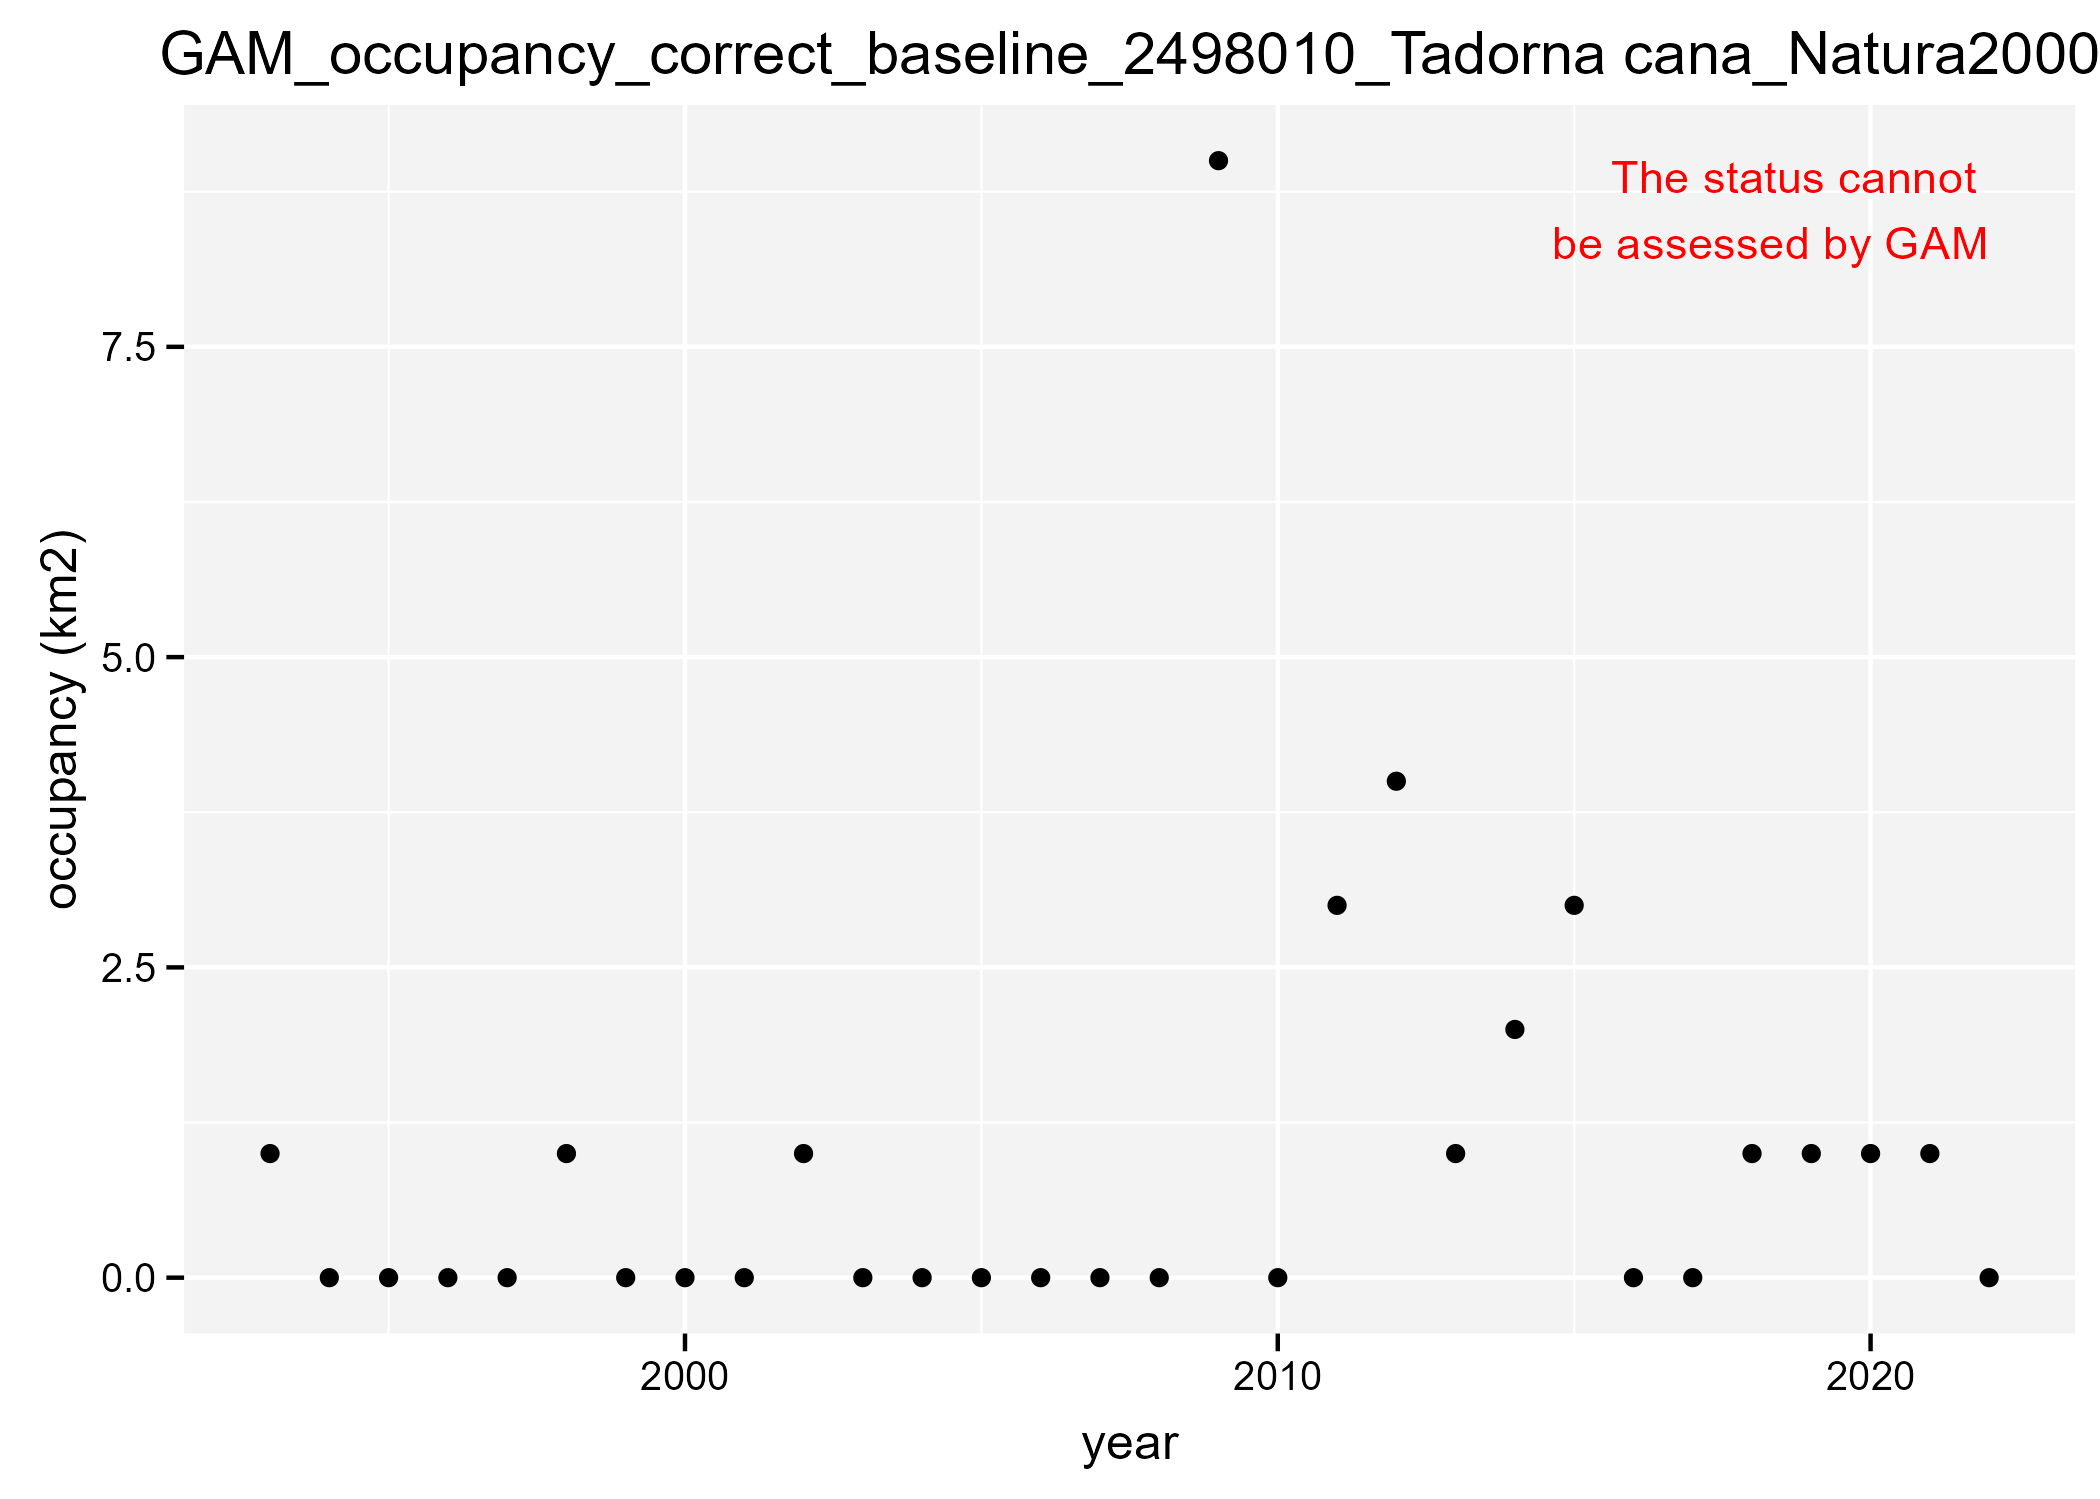 GAM_occupancy_correct_baseline_2498010_Tadorna cana_Natura2000
The status cannot
be assessed by GAM
7.5
5.0
2.5
0.0
occupancy (km2)
2000
2010
2020
year